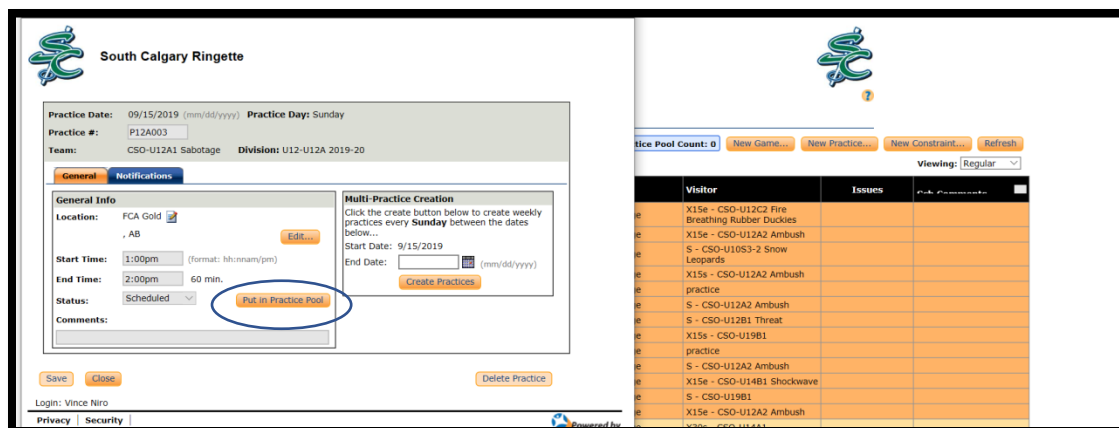 South Calgary Ringette
Practice Date: 09/15/2019 (mm/dd/yyyy) Practice Day: Sunday
Practice #: P12A003
Team: CSO-U12A1 Sabotage Division: U12-U12A 2019-20
General Notifications
General Info
Location: FCA Gold
, AB
Edit...
Start Time: 1:00pm (format: hh:nnam/pm)
End Time: 2:00pm 60 min.
Status: Scheduled Put in Practice Pool
Comments:
Multi-Practice Creation
Click the create button below to create weekly
practices every Sunday between the dates
below...
Start Date: 9/15/2019
End Date: (mm/dd/yyyy)
Create Practices
Save Close Delete Practice
Login: Vince Niro
Privacy Security
Powered by
?
tice Pool Count: 0 New Game... New Practice... New Constraint... Refresh
Viewing: Regular
Visitor Issues
X15e - CSO-U12C2 Fire
Breathing Rubber Duckies
X15e - CSO-U12A2 Ambush
S - CSO-U10S3-2 Snow
Leopards
X15s - CSO-U12A2 Ambush
practice
S - CSO-U12A2 Ambush
S - CSO-U12B1 Threat
X15s - CSO-U19B1
practice
S - CSO-U12A2 Ambush
X15e - CSO-U14B1 Shockwave
S - CSO-U19B1
X15e - CSO-U12A2 Ambush